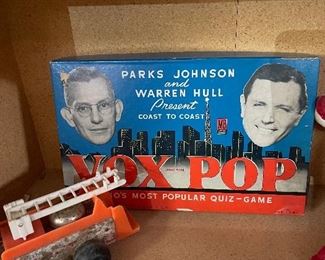 PARKS JOHNSON
and
WARREN HULL
Present
COAST TO COAST
VOX POP
O'S MOST POPULAR QUIZ-GAME